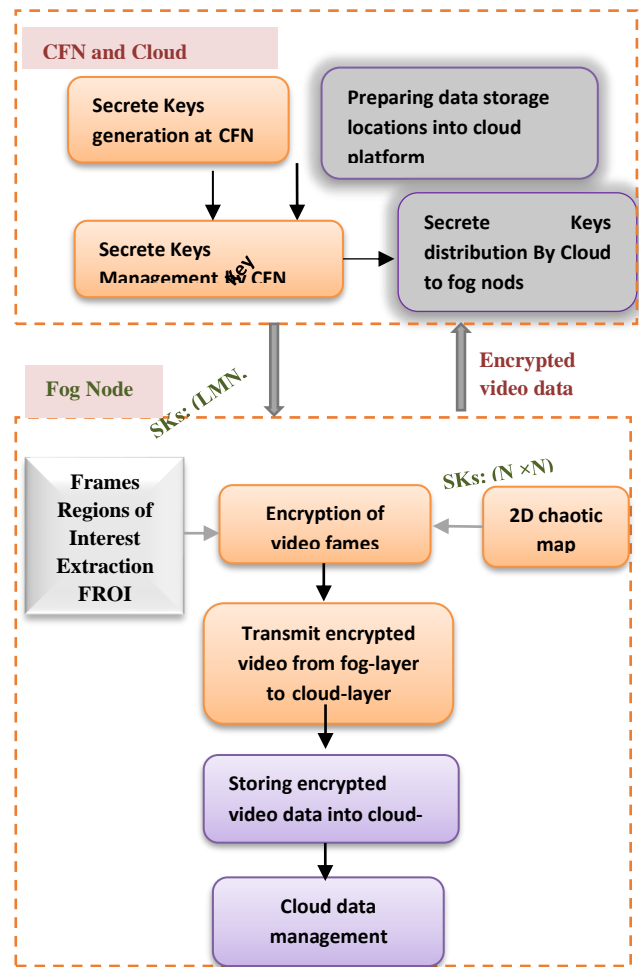 CFN and Cloud
Secrete Keys
generation at CFN
Preparing data storage
locations into cloud
platform
Secrete Keys
Management by CFN
Key
Secrete Keys
distribution By Cloud
to fog nods
Fog Node
SKs: (LMN,
Encrypted
video data
Frames
Regions of
Interest
Extraction
FROI
Encryption of
video fames
SKs: (N ×N)
2D chaotic
map
Transmit encrypted
video from fog-layer
to cloud-layer
Storing encrypted
video data into cloud-
Cloud data
management